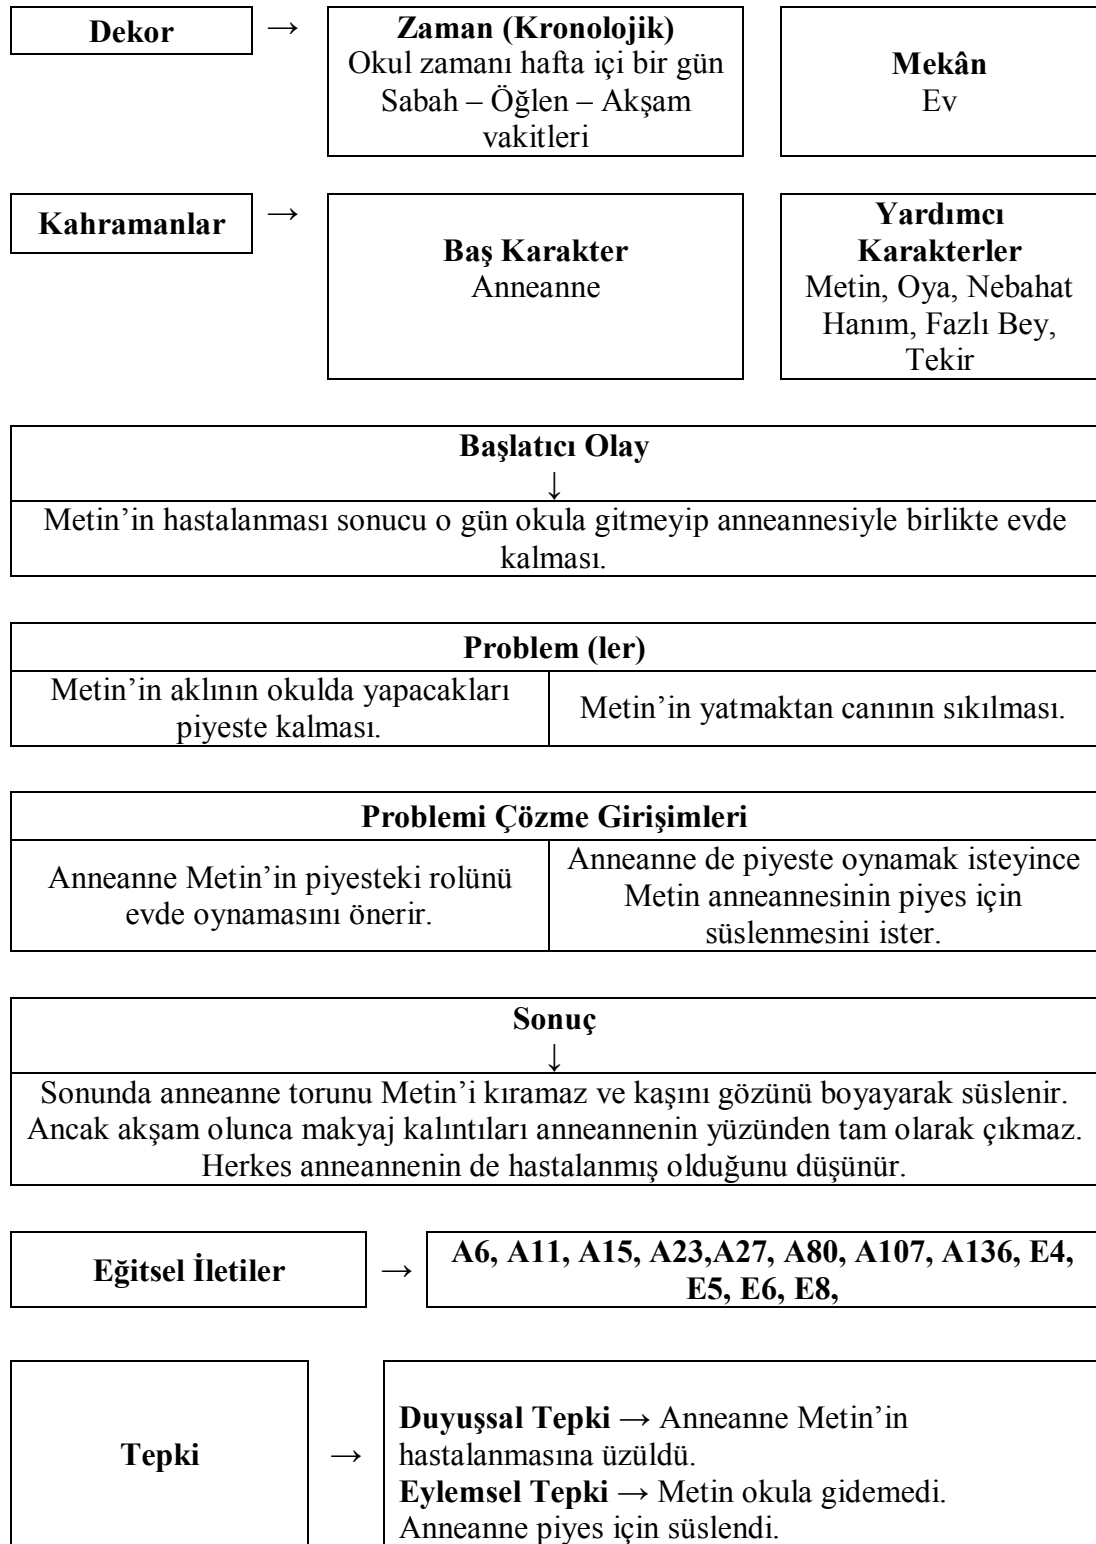 Dekor
→
Zaman (Kronolojik)
Okul zamanı hafta içi bir gün
Sabah – Öğlen – Akşam
vakitleri
Mekân
Ev
Kahramanlar
→
Baş Karakter
Anneanne
Yardımcı
Karakterler
Metin, Oya, Nebahat
Hanım, Fazlı Bey,
Tekir
Başlatıcı Olay
↓
Metin’in hastalanması sonucu o gün okula gitmeyip anneannesiyle birlikte evde
kalması.
Problem (ler)
Metin’in aklının okulda yapacakları
piyeste kalması.
Metin’in yatmaktan canının sıkılması.
Problemi Çözme Girişimleri
Anneanne Metin’in piyesteki rolünü
evde oynamasını önerir.
Anneanne de piyeste oynamak isteyince
Metin anneannesinin piyes için
süslenmesini ister.
Sonuç
↓
Sonunda anneanne torunu Metin’i kıramaz ve kaşını gözünü boyayarak süslenir.
Ancak akşam olunca makyaj kalıntıları anneannenin yüzünden tam olarak çıkmaz.
Herkes anneannenin de hastalanmış olduğunu düşünür.
Eğitsel İletiler
→
A6, A11, A15, A23,A27, A80, A107, A136, E4,
E5, E6, E8,
Tepki
→
Duyuşsal Tepki → Anneanne Metin’in
hastalanmasına üzüldü.
Eylemsel Tepki → Metin okula gidemedi.
Anneanne piyes için süslendi.